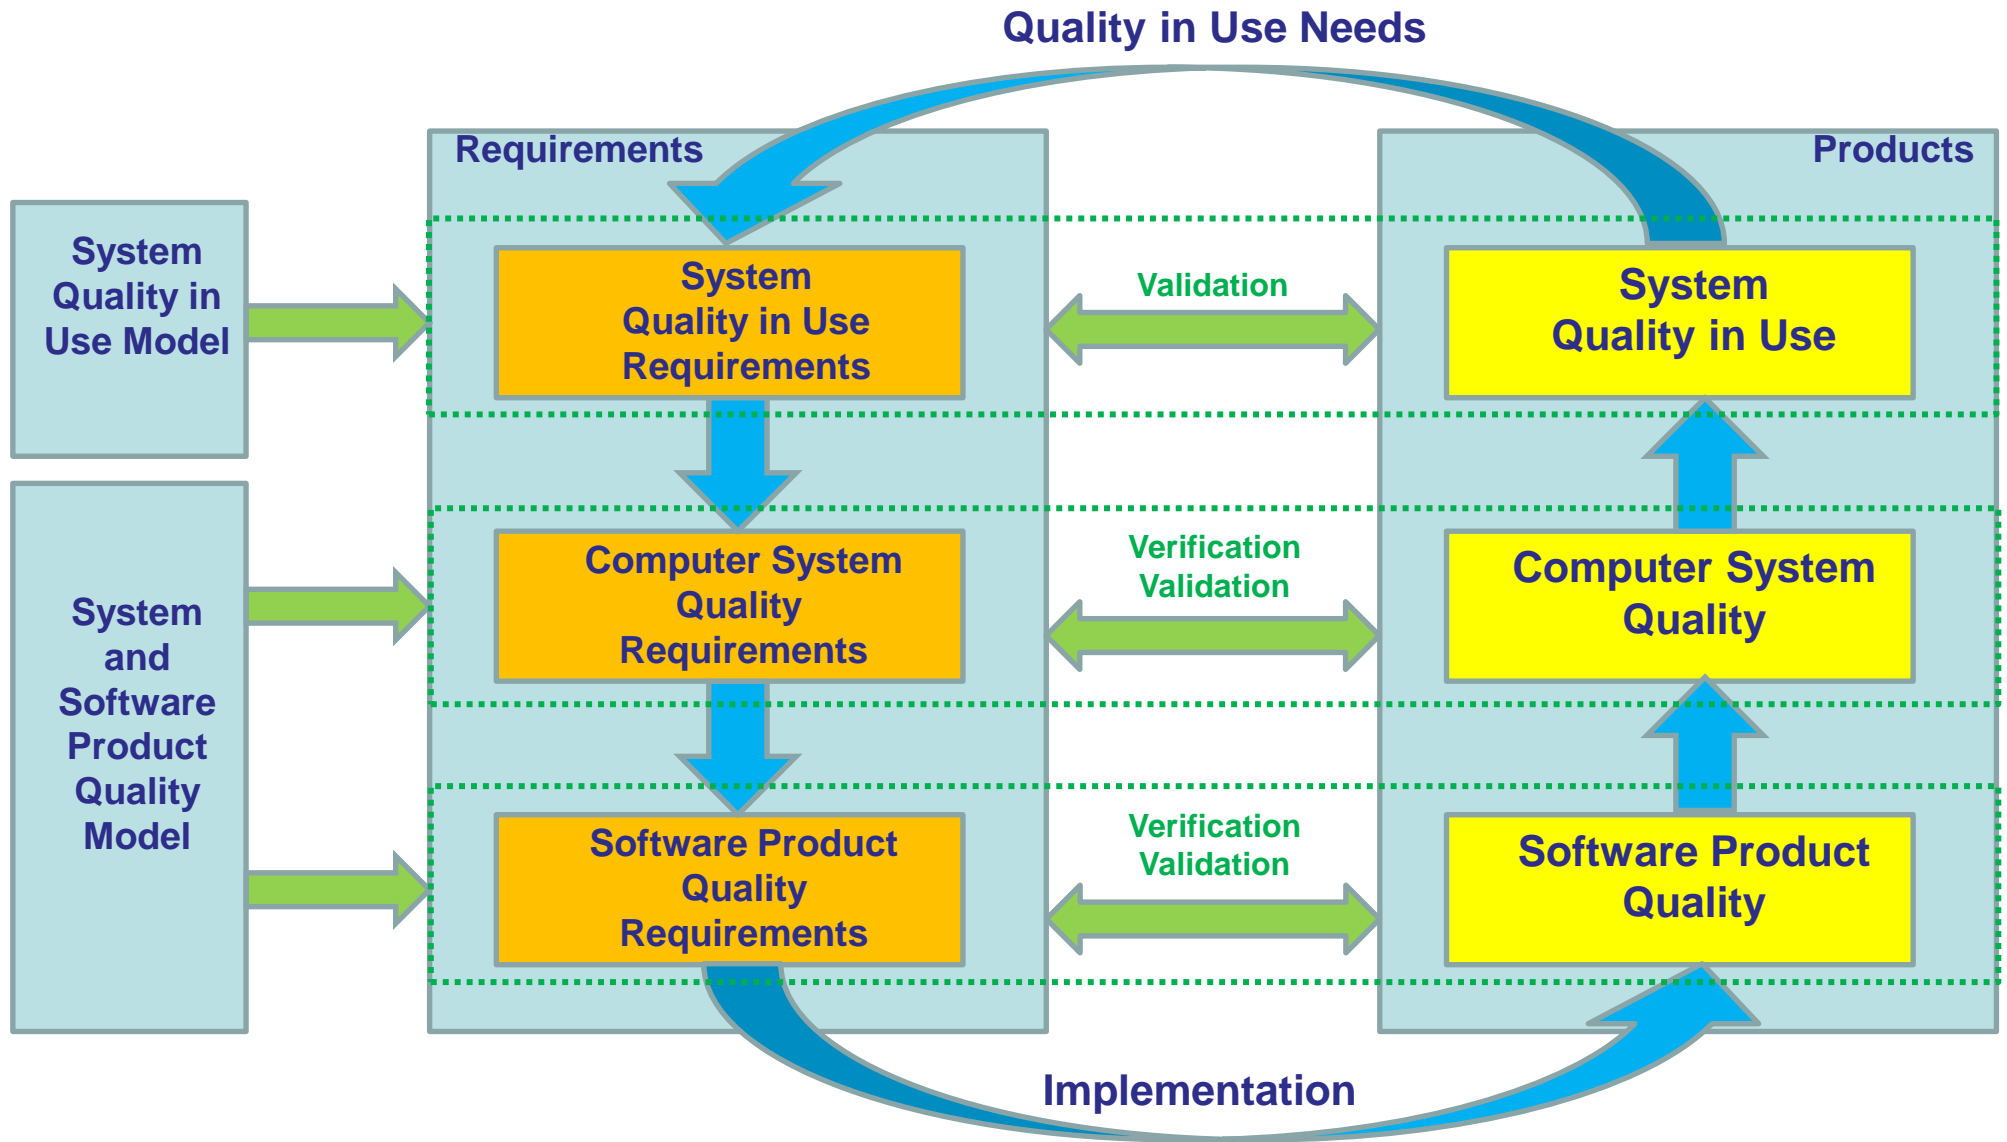 Quality in Use Needs
Requirements
Products
System
Quality in
Use Model
System
Quality in Use
Requirements
Validation
System
Quality in Use
System
and
Software
Product
Quality
Model
Computer System
Quality
Requirements
Verification
Validation
Computer System
Quality
Software Product
Quality
Requirements
Verification
Validation
Software Product
Quality
Implementation